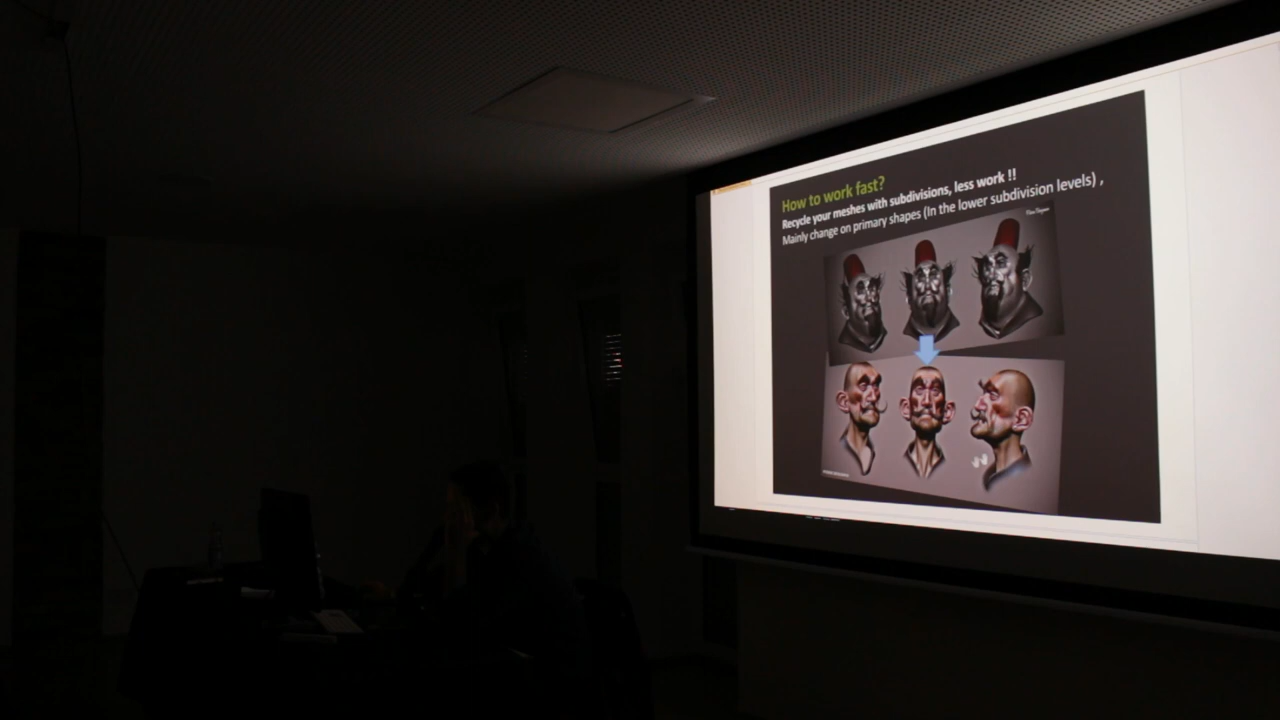 How to work fast?
Recycle your meshes with subdivisions, less work !!
Mainly change on primary shapes (In the lower subdivision levels) ,